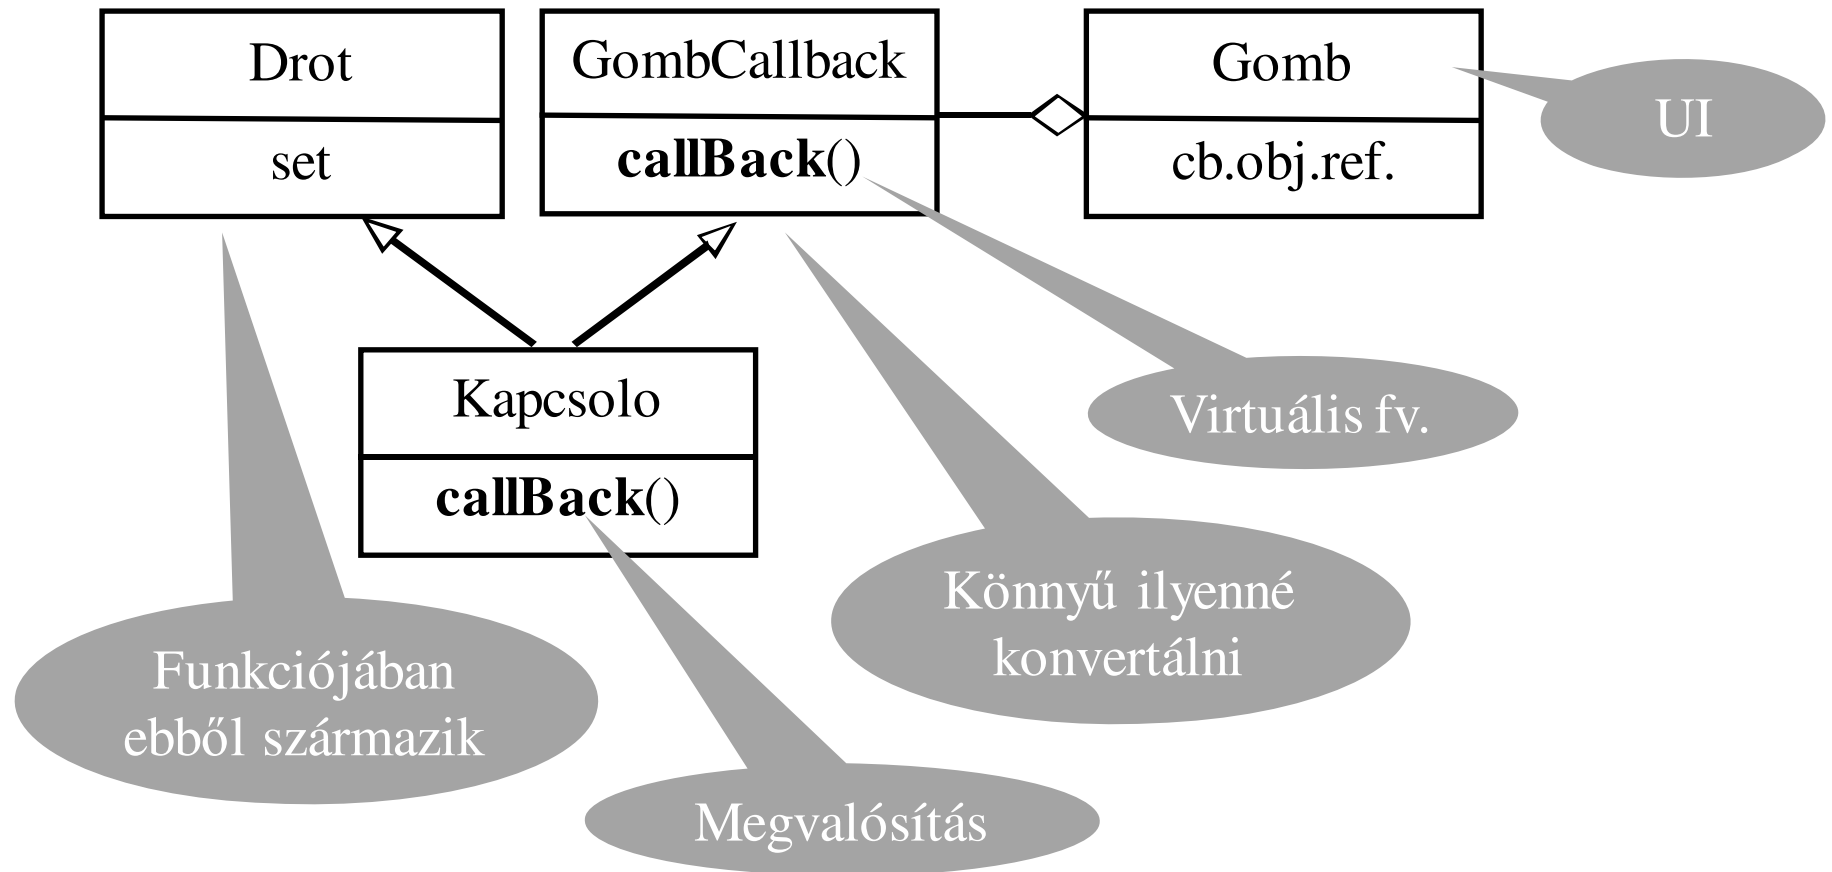 Drot
set
GombCallback
callBack()
Gomb
cb.obj.ref.
UI
Kapcsolo
callBack()
Virtuális fv.
Könnyű ilyenné
konvertálni
Funkciójában
ebből származik
Megvalósítás